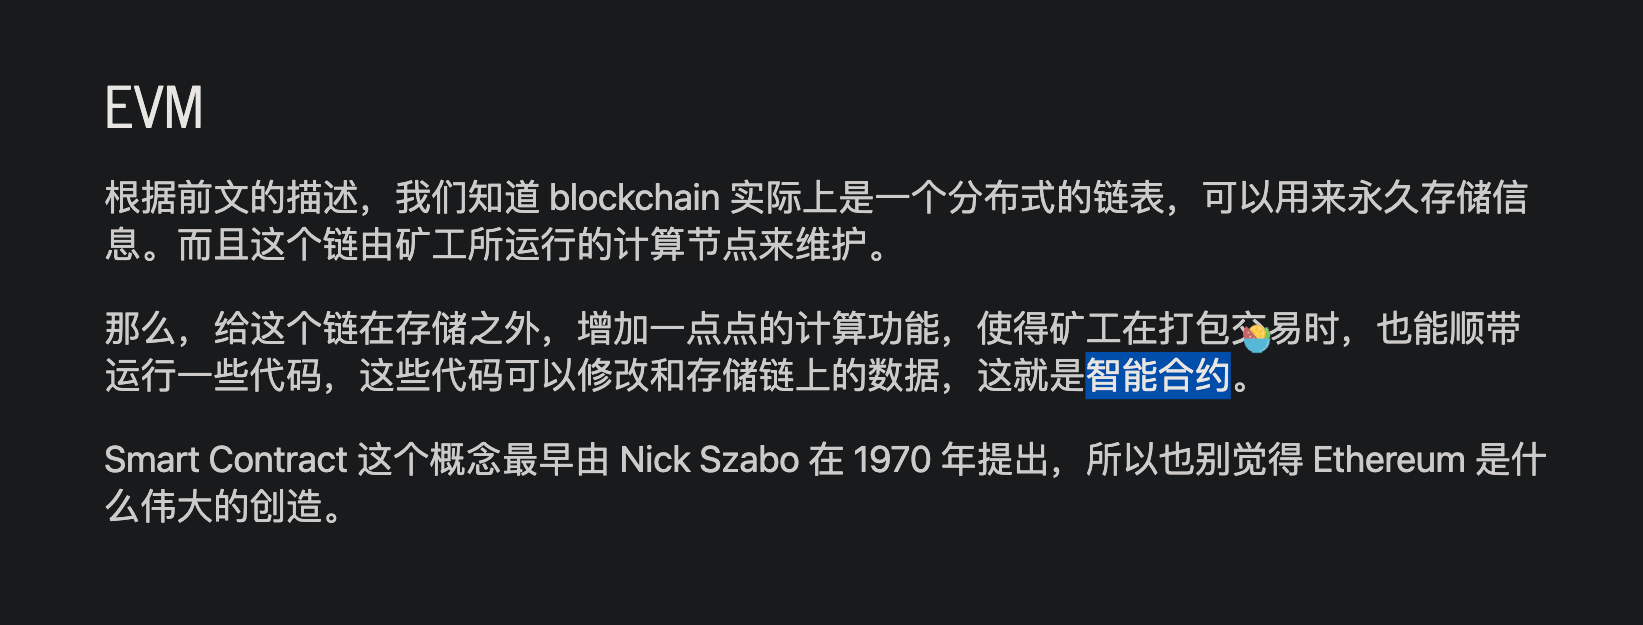 EVM
根据前文的描述，我们知道 blockchain 实际上是一个分布式的链表，可以用来永久存储信
息。而且这个链由矿工所运行的计算节点来维护。
那么，给这个链在存储之外，增加一点点的计算功能，使得矿工在打包交易时，也能顺带
运行一些代码，这些代码可以修改和存储链上的数据，这就是智能合约。
Smart Contract 这个概念最早由 Nick Szabo 在 1970 年提出，所以也别觉得 Ethereum 是什
么伟大的创造。